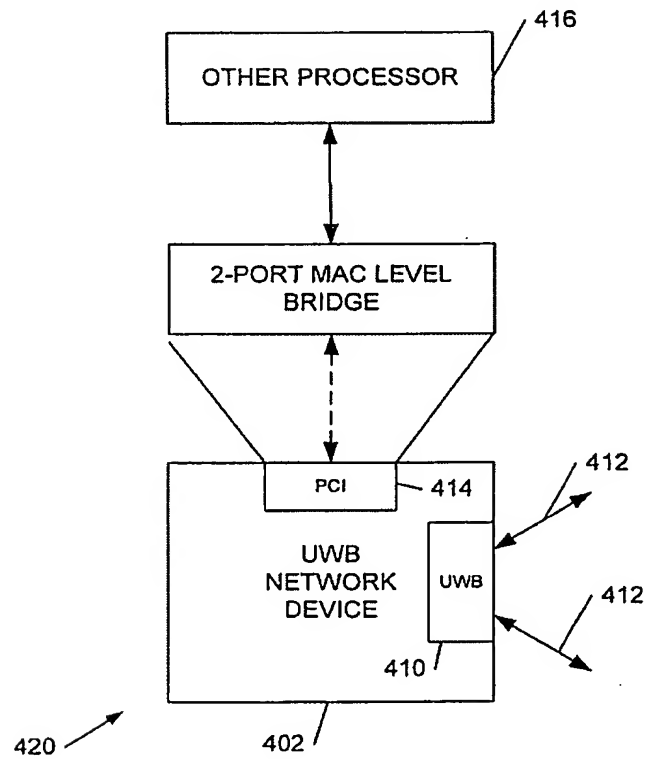 416
OTHER PROCESSOR
2-PORT MAC LEVEL
BRIDGE
PCI
414
412
UWB
NETWORK
DEVICE
UWB
412
410
420
402